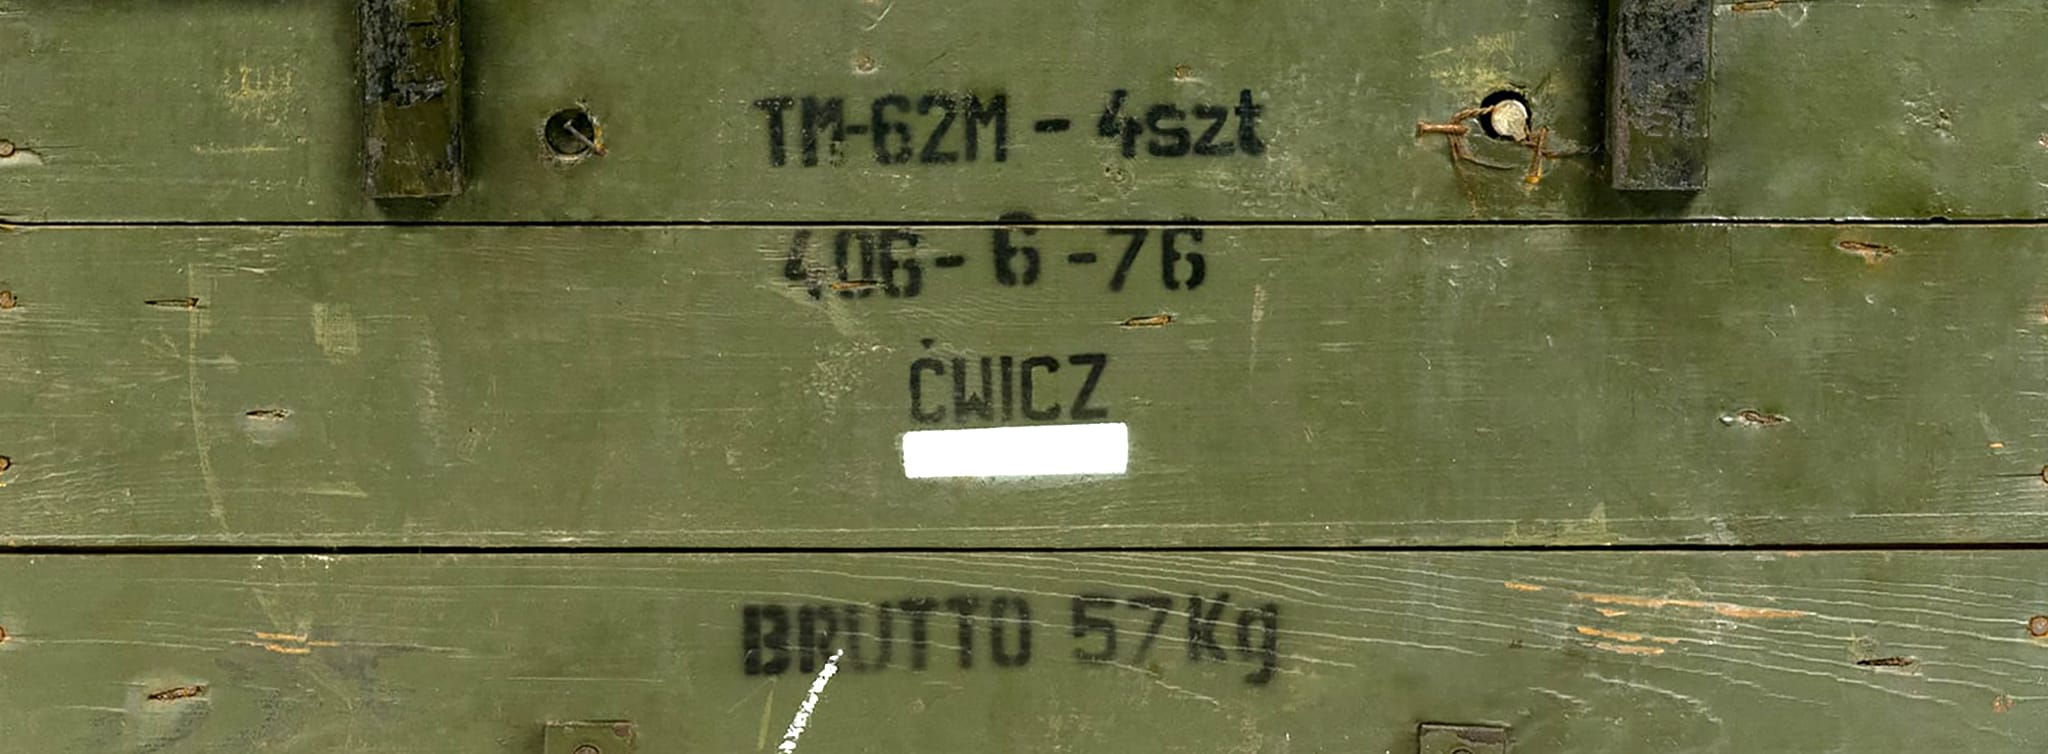 TM-62M - 4szt
406 - 6 - 76
ĆWICZ
BRUTTO 57Kg